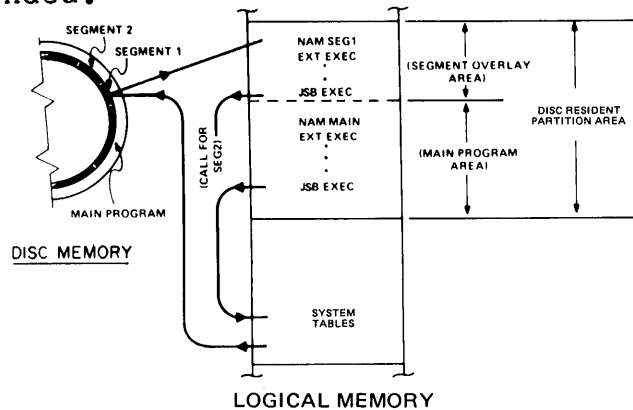 nded.
SEGMENT 2
SEGMENT 1
MAIN PROGRAM
DISC MEMORY
(CALL FOR
SEG2)
NAM SEG1
EXT EXEC
.
.
JSB EXEC
NAM MAIN
EXT EXEC
.
.
.
JSB EXEC
SYSTEM
TABLES
(SEGMENT OVERLAY
AREA)
(MAIN PROGRAM
AREA)
DISC RESIDENT
PARTITION AREA
LOGICAL MEMORY